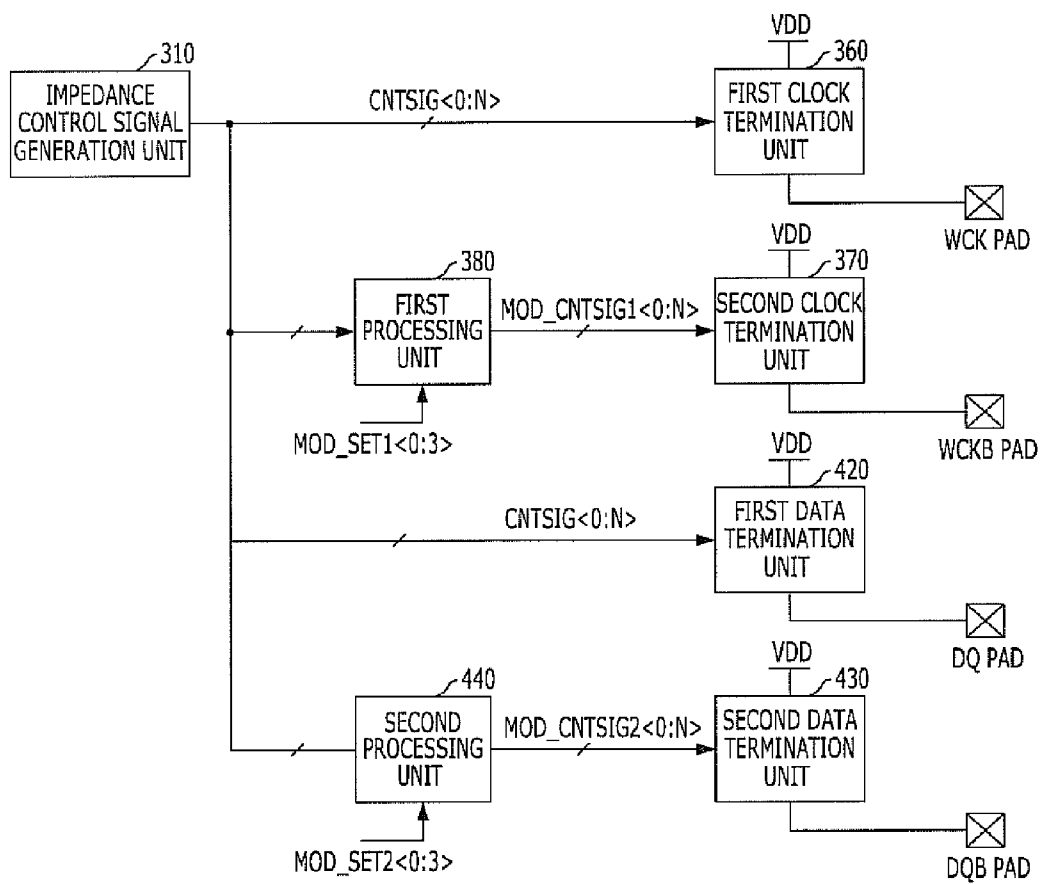 310
IMPEDANCE
CONTROL SIGNAL
GENERATION UNIT
CNTSIG<0:N>
VDD
360
FIRST CLOCK
TERMINATION
UNIT
WCK PAD
380
FIRST
PROCESSING
UNIT
MOD_SET1<0:3>
MOD_CNTSIG1<0:N>
VDD
370
SECOND CLOCK
TERMINATION
UNIT
WCKB PAD
CNTSIG<0:N>
VDD
420
FIRST DATA
TERMINATION
UNIT
DQ PAD
440
SECOND
PROCESSING
UNIT
MOD_SET2<0:3>
MOD_CNTSIG2<0:N>
VDD
430
SECOND DATA
TERMINATION
UNIT
DQB PAD